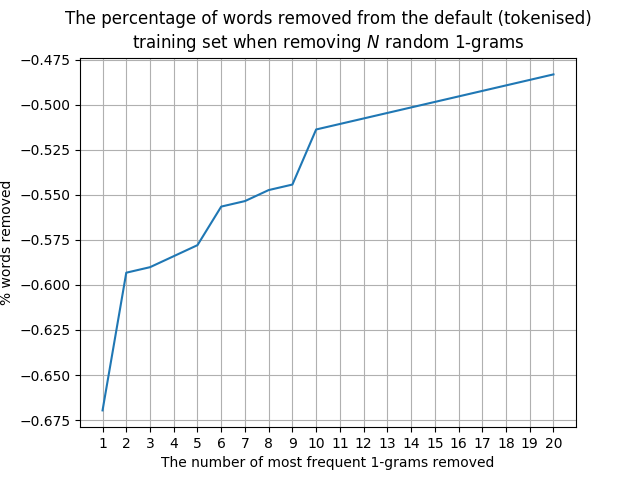 The percentage of words removed from the default (tokenised)
training set when removing N random 1-grams
−0.475
−0.500
−0.525
−0.550
−0.575
−0.600
−0.625
−0.650
−0.675
% words removed
1 2 3 4 5 6 7 8 9 10 11 12 13 14 15 16 17 18 19 20
The number of most frequent 1-grams removed